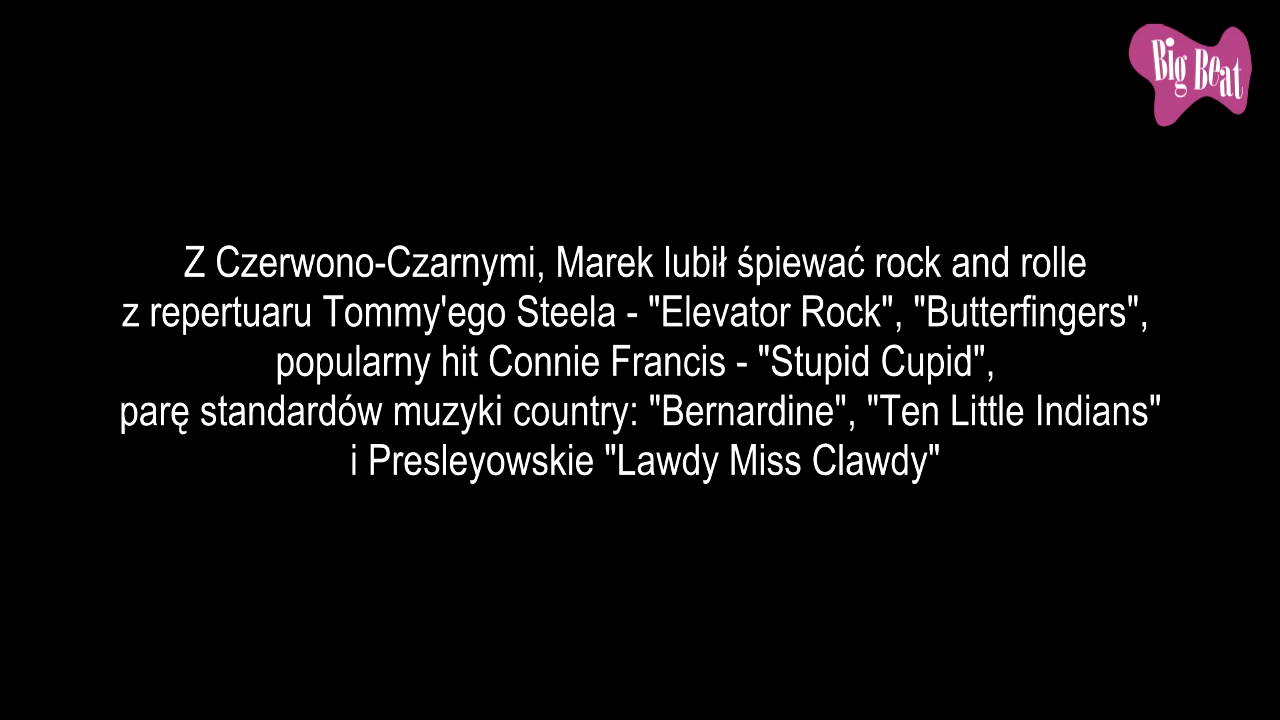 Big Beat
Z Czerwono-Czarnymi, Marek lubił śpiewać rock and rolle
z repertuaru Tommy'ego Steela - "Elevator Rock", "Butterfingers",
popularny hit Connie Francis - "Stupid Cupid",
parę standardów muzyki country: "Bernardine", "Ten Little Indians"
i Presleyowskie "Lawdy Miss Clawdy"